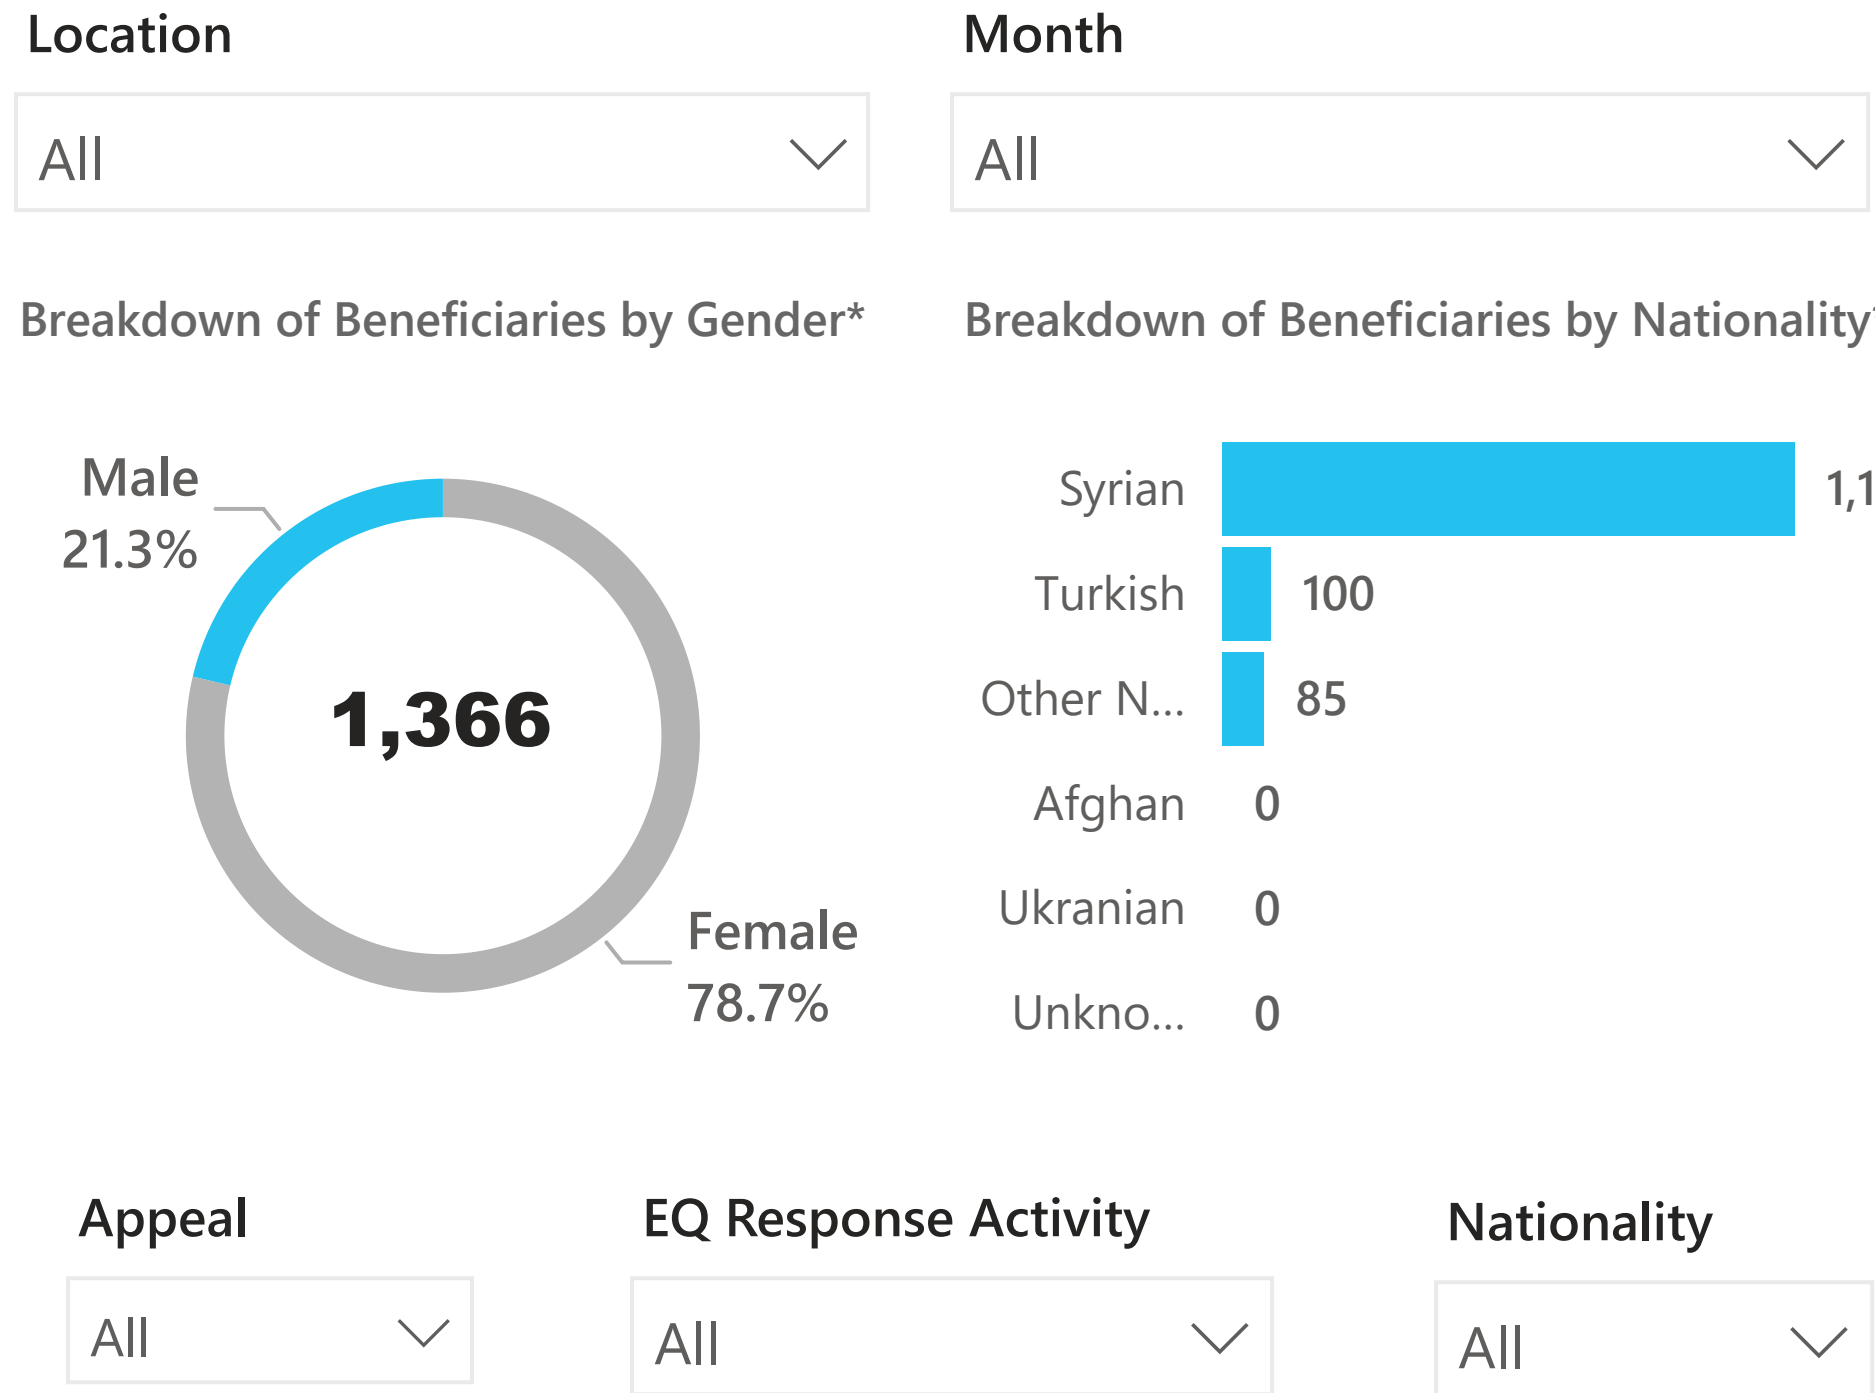 Location
Month
All
All
Breakdown of Beneficiaries by Gender*
Breakdown of Beneficiaries by Nationality*
Male
21.3%
1,366
Female
78.7%
Syrian
Turkish 100
Other N... 85
Afghan 0
Ukranian 0
Unkno... 0
Appeal
EQ Response Activity
Nationality
All
All
All